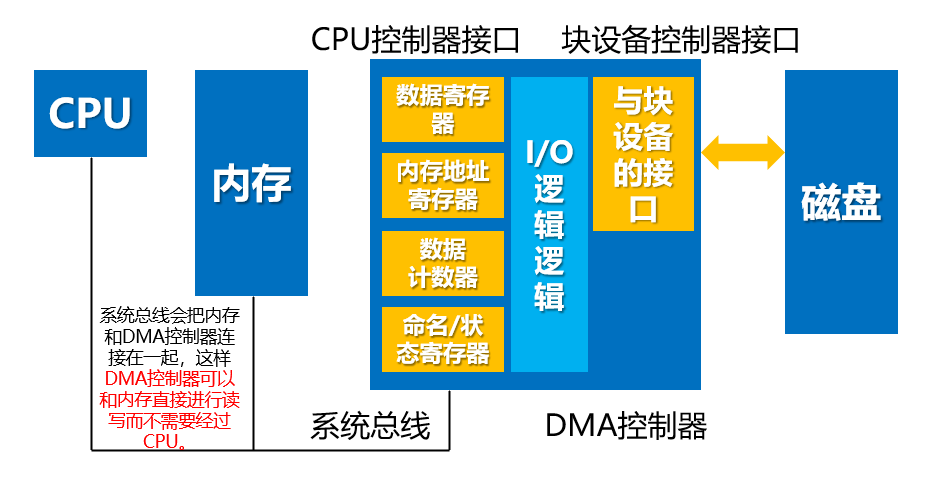 CPU控制器接口
块设备控制器接口
CPU
内存
数据寄存
器
内存地址
寄存器
数据
计数器
命名/状
态寄存器
I/O
逻
辑
逻
辑
与块
设备
的接
口
磁盘
系统总线会把内存
和DMA控制器连
接在一起，这样
DMA控制器可以
和内存直接进行读
写而不需要经过
CPU。
系统总线
DMA控制器